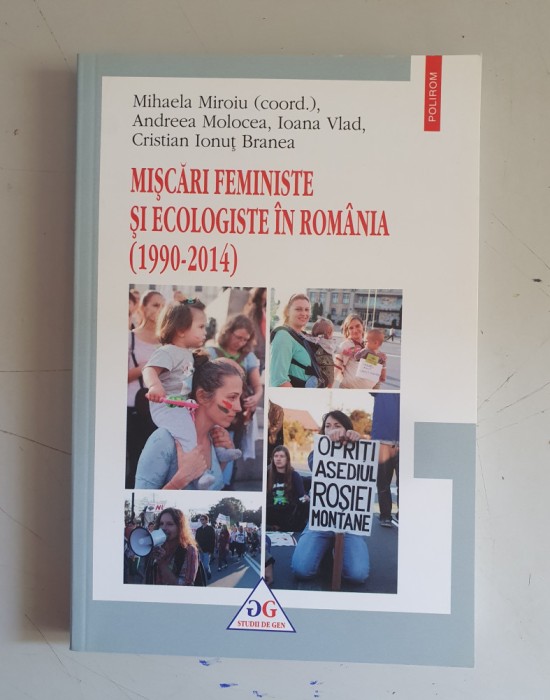 POLIROM
Mihaela Miroiu (coord.),
Andreea Molocea, Ioana Vlad,
Cristian Ionuț Branea
MIȘCĂRI FEMINISTE
ȘI ECOLOGISTE ÎN ROMÂNIA
(1990-2014)
OPRIȚI
ASEDIUL
ROȘIEI
MONTANE
GG
STUDII DE GEN